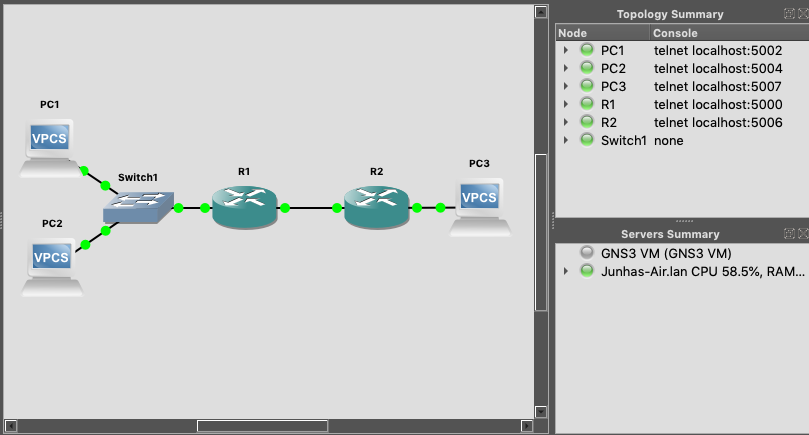 PC1
VPCS
PC2
VPCS
Switch1
R1
R2
PC3
VPCS
Topology Summary
Node Console
PC1 telnet localhost:5002
PC2 telnet localhost:5004
PC3 telnet localhost:5007
R1 telnet localhost:5000
R2 telnet localhost:5006
Switch1 none
Servers Summary
GNS3 VM (GNS3 VM)
Junhas-Air.lan CPU 58.5%, RAM...